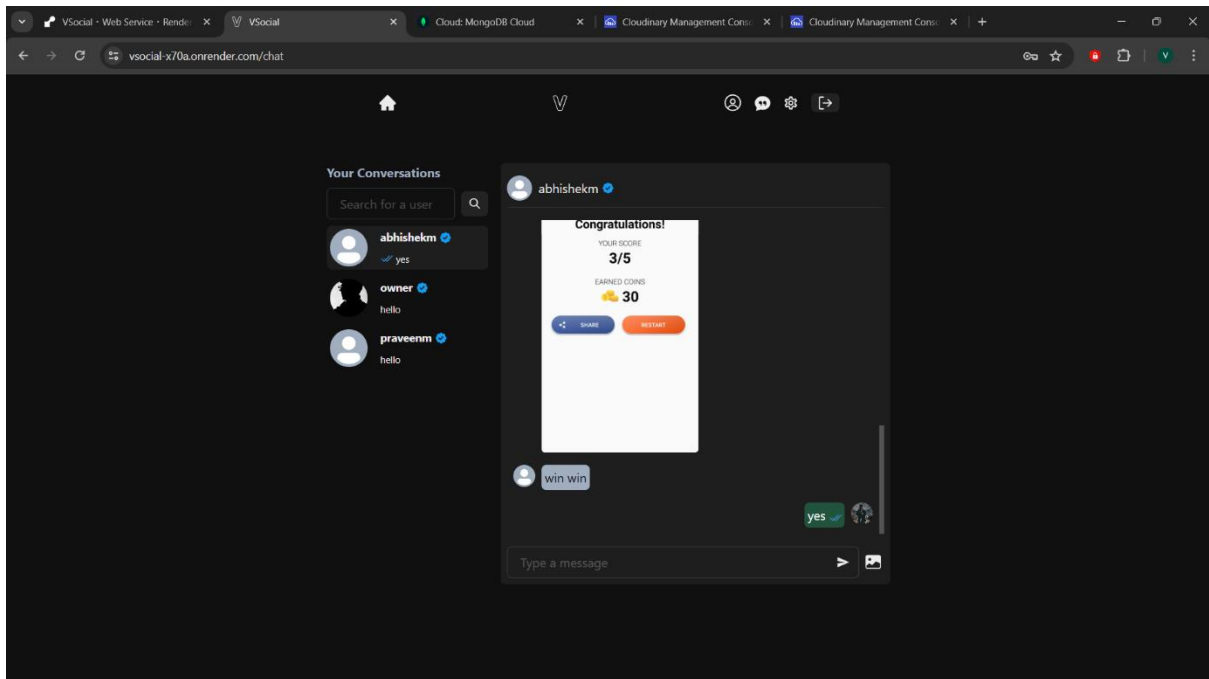 VSocial · Web Service · Render
VSocial
Cloud: MongoDB Cloud
Cloudinary Management Conso
Cloudinary Management Conso
vsocial-x70a.onrender.com/chat
V
Your Conversations
Search for a user
abhishekm
yes
owner
hello
praveenm
hello
abhishekm
Congratulations!
YOUR SCORE
3/5
EARNED COINS
30
SHARE
RESTART
win win
yes
Type a message